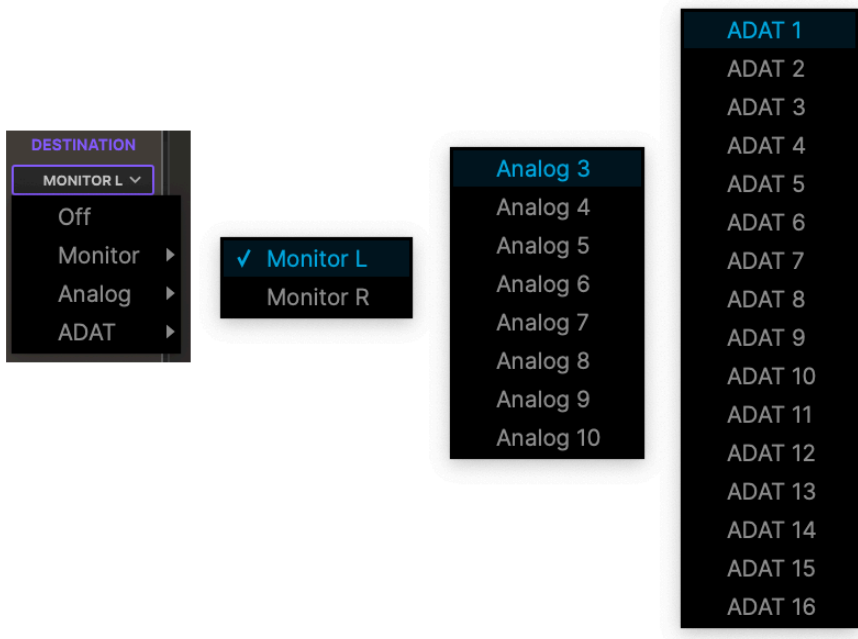 DESTINATION
MONITOR L
Off
Monitor
Analog
ADAT
Monitor L
Monitor R
Analog 3
Analog 4
Analog 5
Analog 6
Analog 7
Analog 8
Analog 9
Analog 10
ADAT 1
ADAT 2
ADAT 3
ADAT 4
ADAT 5
ADAT 6
ADAT 7
ADAT 8
ADAT 9
ADAT 10
ADAT 11
ADAT 12
ADAT 13
ADAT 14
ADAT 15
ADAT 16